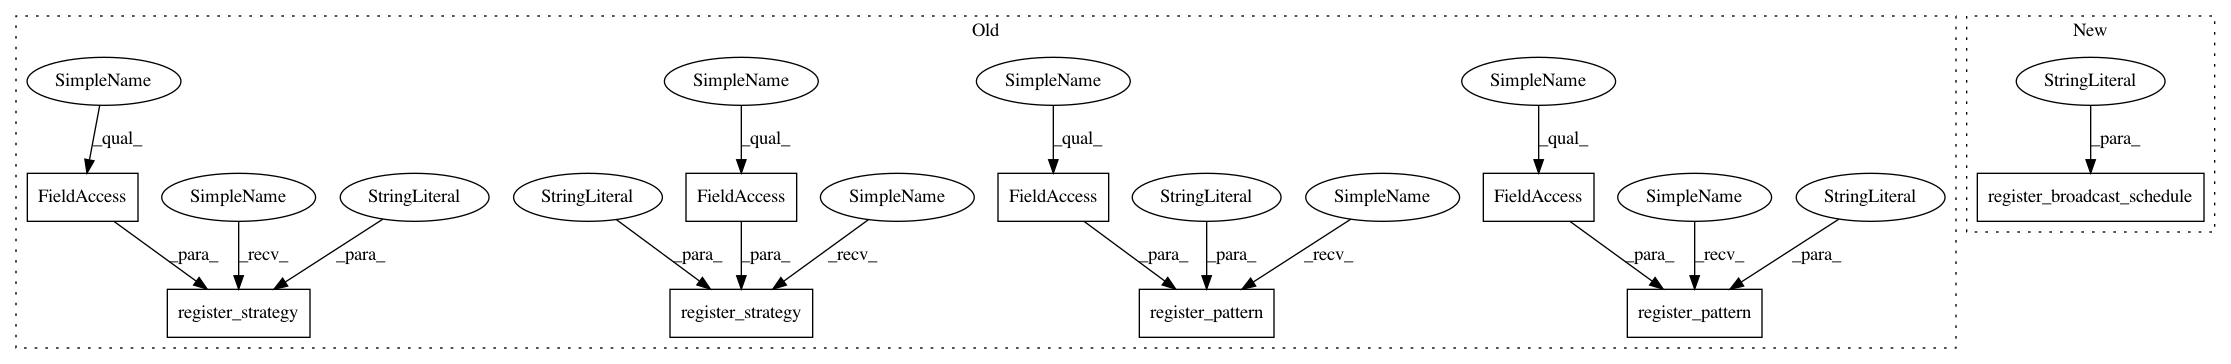 Old
New
SimpleName
SimpleName
SimpleName
SimpleName
StringLiteral
_qual_
_qual_
_qual_
_qual_
_para_
FieldAccess
SimpleName
StringLiteral
StringLiteral
FieldAccess
SimpleName
FieldAccess
StringLiteral
SimpleName
FieldAccess
SimpleName
StringLiteral
register_broadcast_schedule
_para_
_recv_
_para_
_para_
_para_
_recv_
_para_
_para_
_recv_
_para_
_recv_
_para_
register_strategy
register_strategy
register_pattern
register_pattern